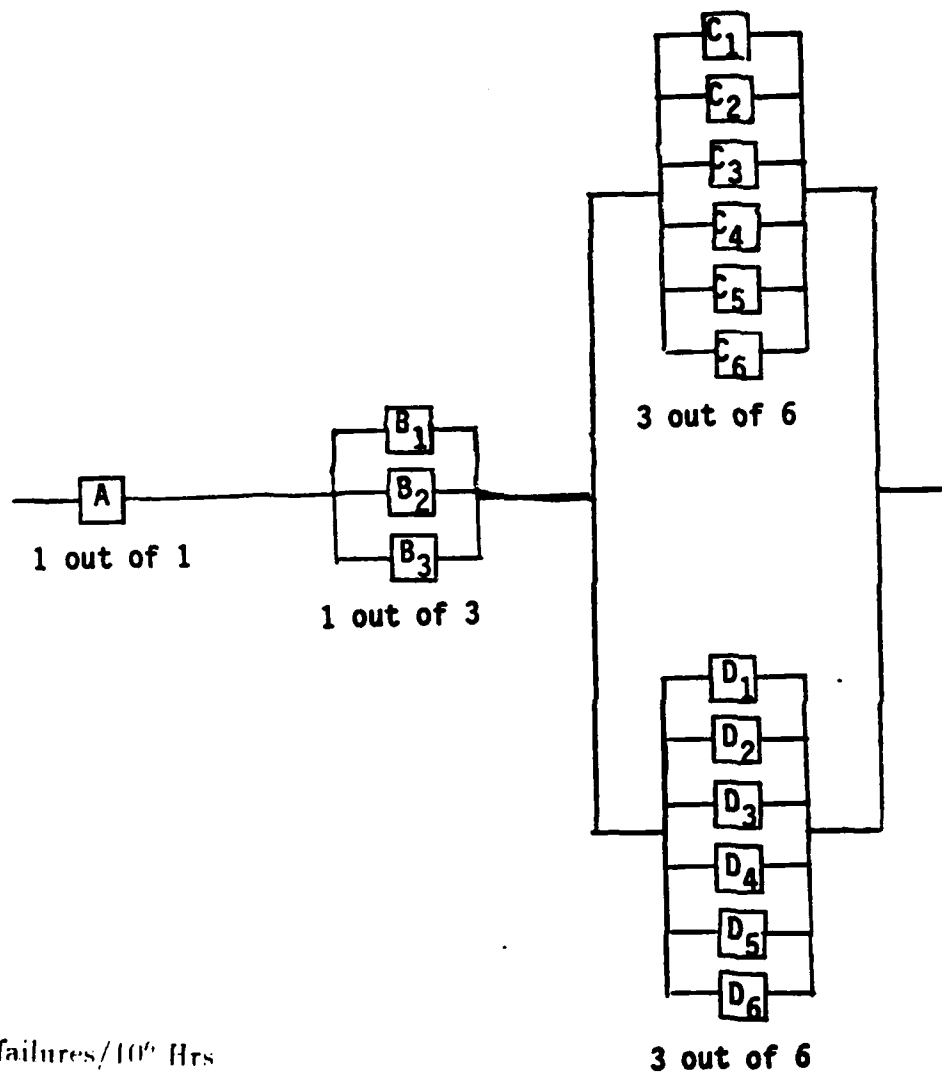 C1
C2
C3
C4
C5
C6
3 out of 6
A
1 out of 1
B1
B2
B3
1 out of 3
D1
D2
D3
D4
D5
D6
3 out of 6
failures/10⁶ Hrs